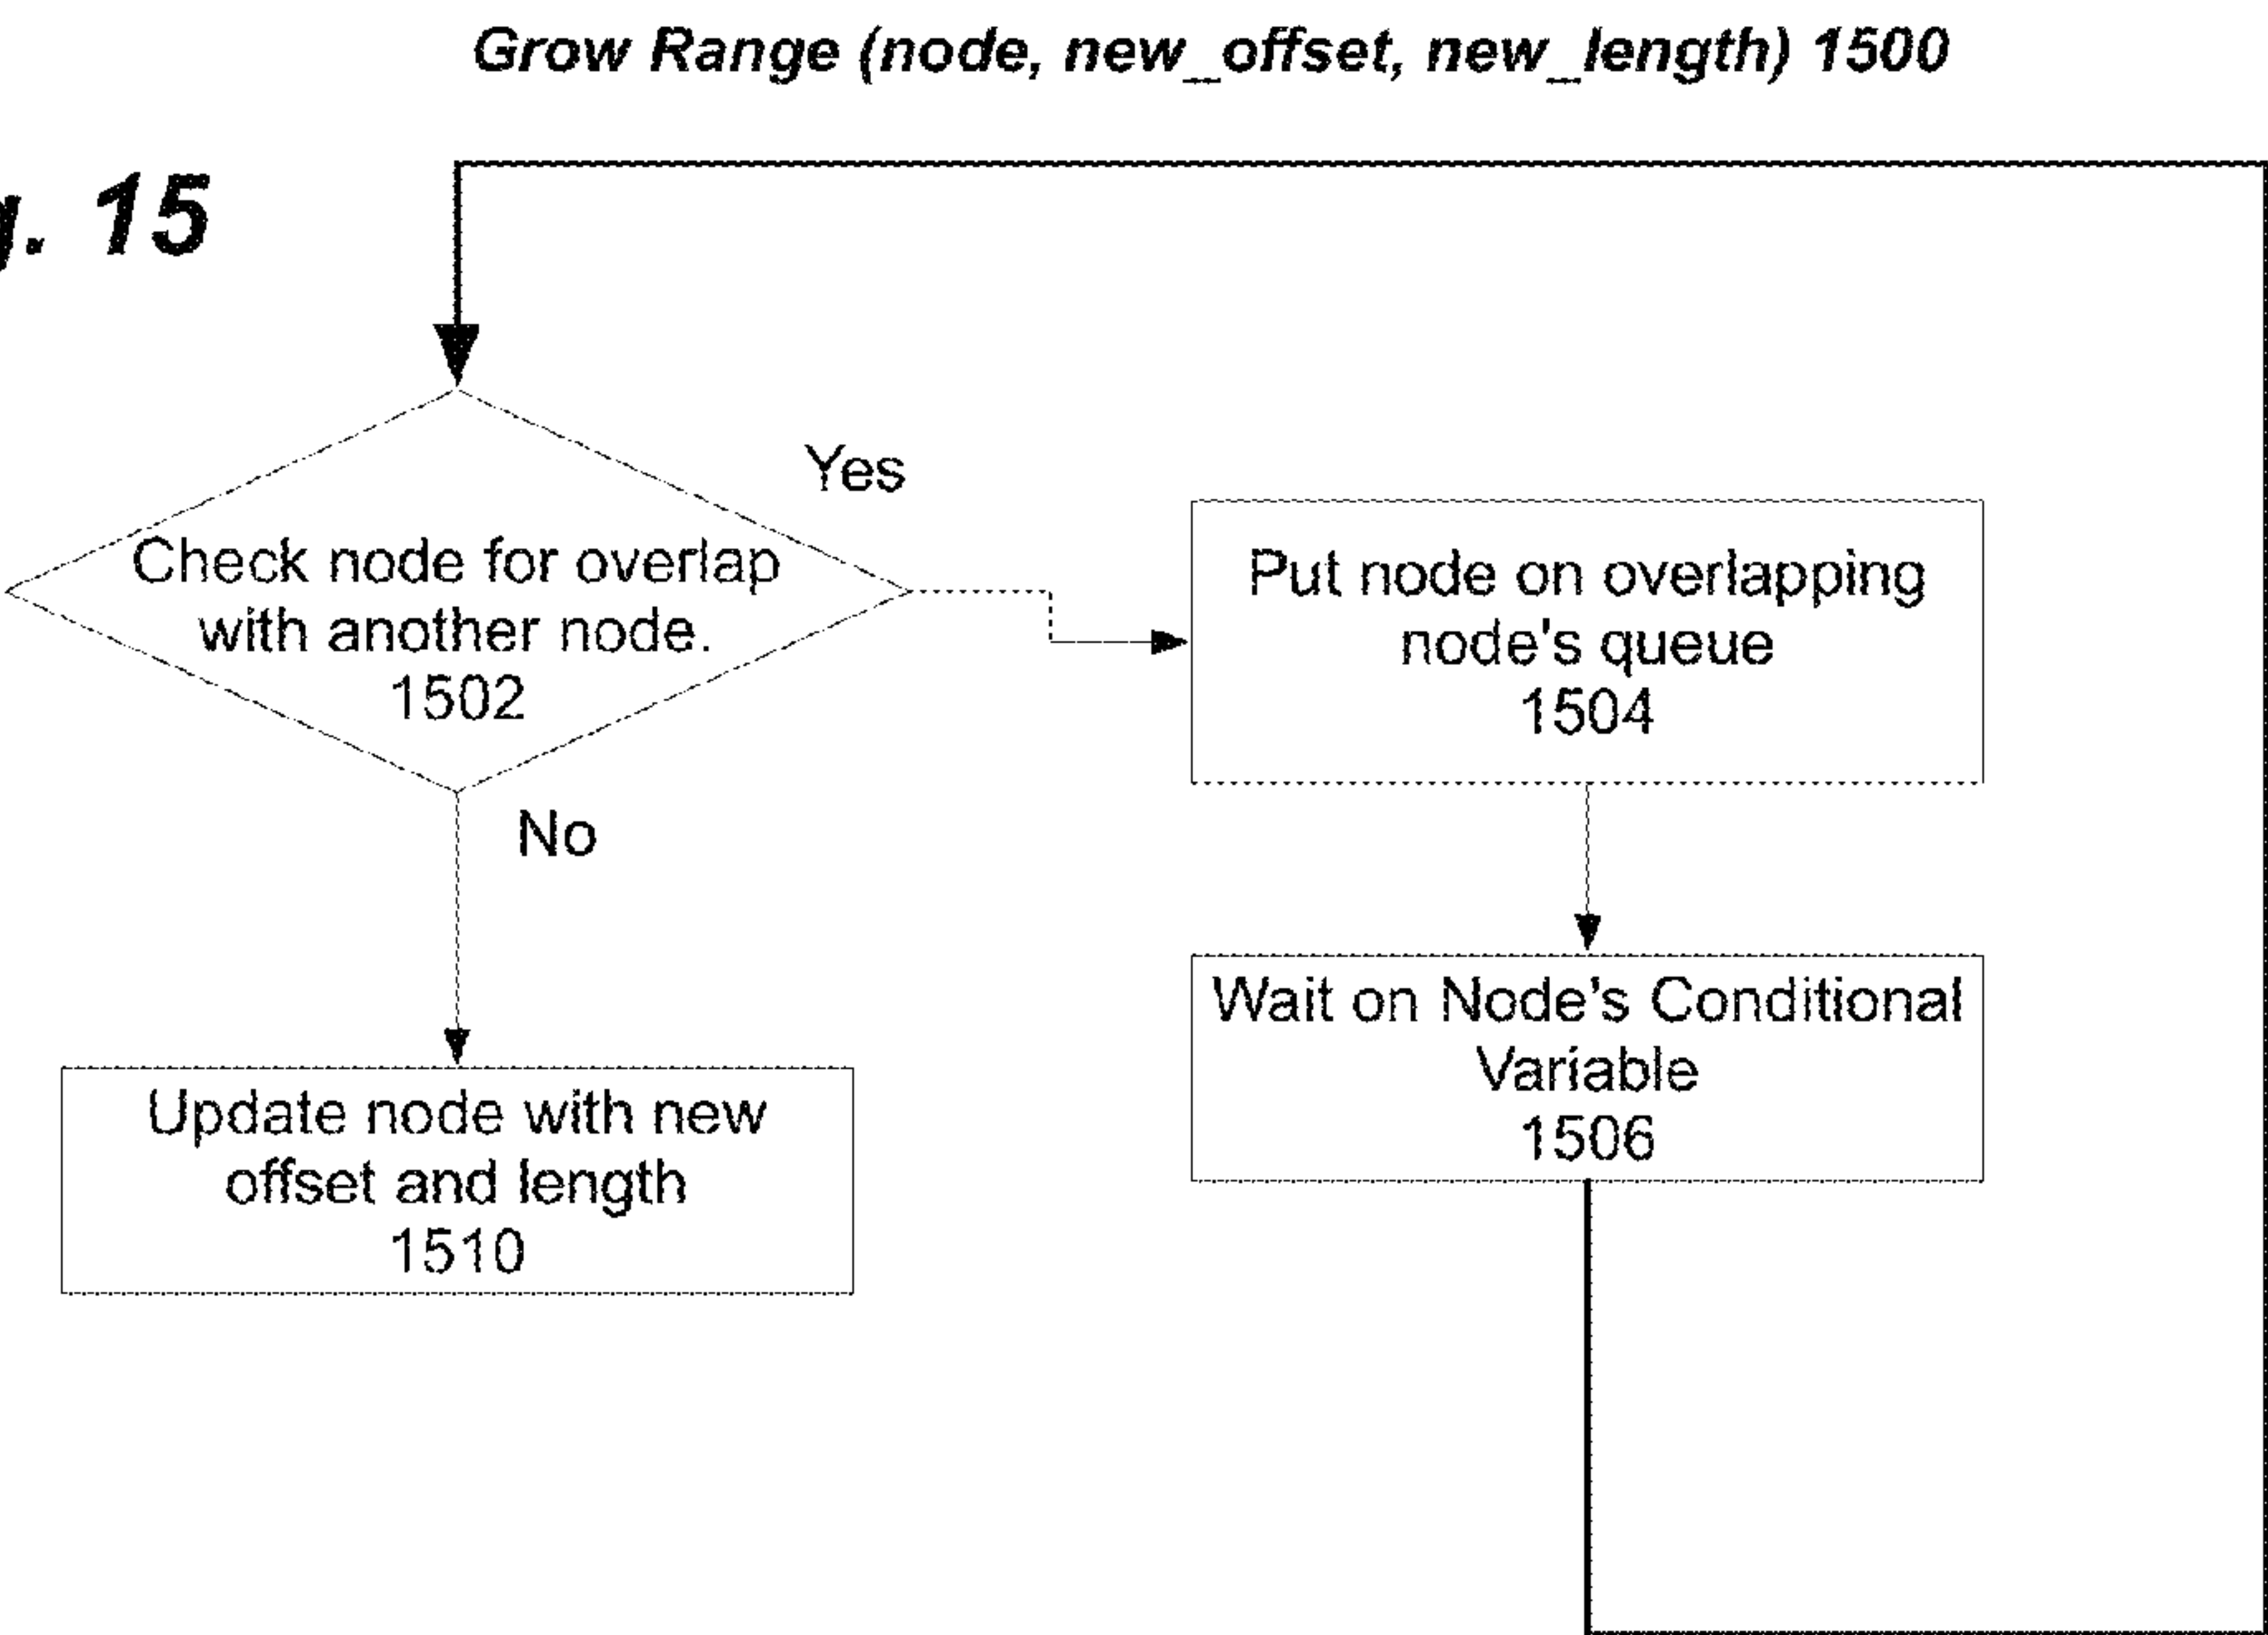 Grow Range (node, new_offset, new_length) 1500
g. 15
Yes
Check node for overlap
with another node.
1502
Put node on overlapping
node's queue
1504
No
Wait on Node's Conditional
Variable
1506
Update node with new
offset and length
1510